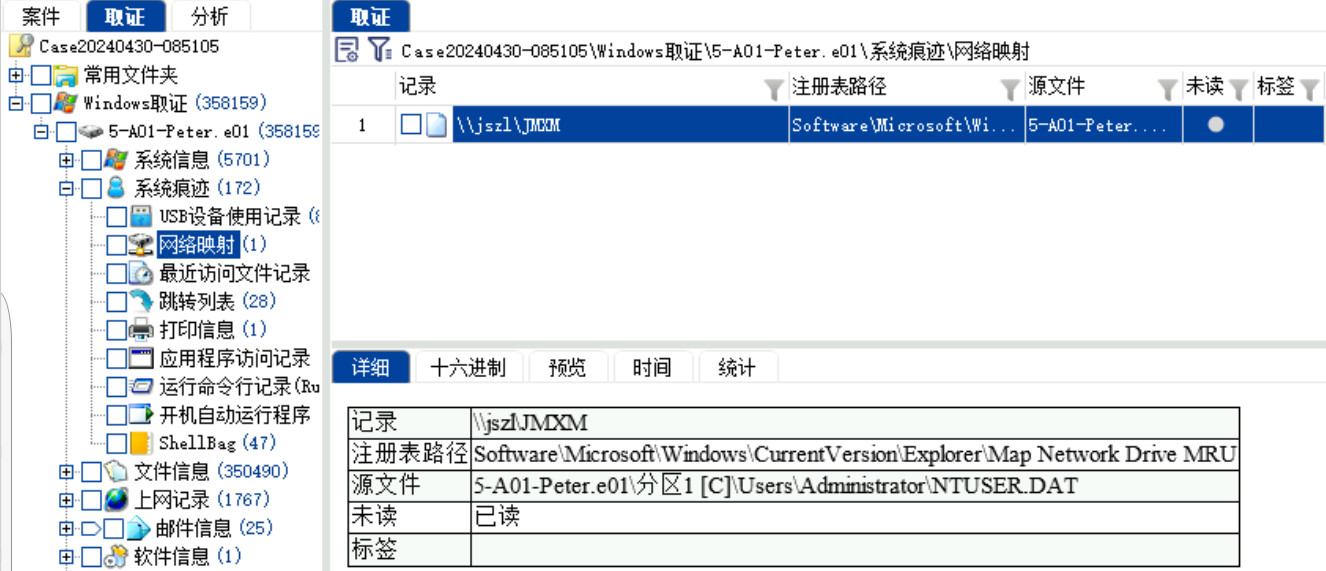 案件 取证 分析
Case20240430-085105
常用文件夹
Windows取证 (358159)
5-A01-Peter.e01 (358159
系统信息 (5701)
系统痕迹 (172)
USB设备使用记录 (
网络映射 (1)
最近访问文件记录
跳转列表 (28)
打印信息 (1)
应用程序访问记录
运行命令行记录(Ru
开机自动运行程序
ShellBag (47)
文件信息 (350490)
上网记录 (1767)
邮件信息 (25)
软件信息 (1)
取证
Case20240430-085105\Windows取证\5-A01-Peter.e01\系统痕迹\网络映射
记录 注册表路径 源文件 未读 标签
1 \\jszl\JMXM Software\Microsoft\Wi... 5-A01-Peter....
详细 十六进制 预览 时间 统计
记录 \\jszl\JMXM
注册表路径 Software\Microsoft\Windows\CurrentVersion\Explorer\Map Network Drive MRU
源文件 5-A01-Peter.e01\分区1 [C]\Users\Administrator\NTUSER.DAT
未读 已读
标签